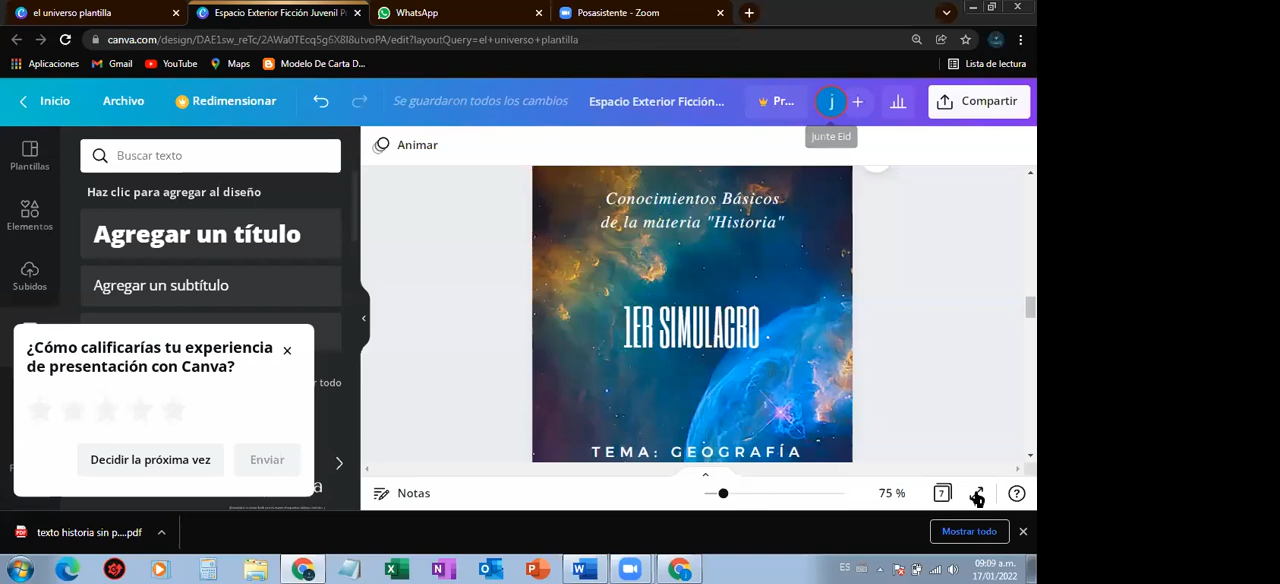 el universo plantilla
Espacio Exterior Ficción Juvenil P
WhatsApp
Posasistente - Zoom
canva.com/design/DAE1sw_reTc/2AWa0TEcq5g6X8I8utvoPA/edit?layoutQuery=el+universo+plantilla
Aplicaciones
Gmail
YouTube
Maps
Modelo De Carta D...
Lista de lectura
Inicio
Archivo
Redimensionar
Se guardaron todos los cambios
Espacio Exterior Ficción...
Pr...
j
Compartir
Junte Eid
Plantillas
Elementos
Subidos
Buscar texto
Haz clic para agregar al diseño
Agregar un título
Agregar un subtítulo
Animar
Conocimientos Básicos
de la materia "Historia"
1ER SIMULACRO
TEMA: GEOGRAFÍA
¿Cómo calificarías tu experiencia
de presentación con Canva?
r todo
Decidir la próxima vez
Enviar
a
Notas
75 %
7
texto historia sin p....pdf
Mostrar todo
ES
09:09 a.m.
17/01/2022